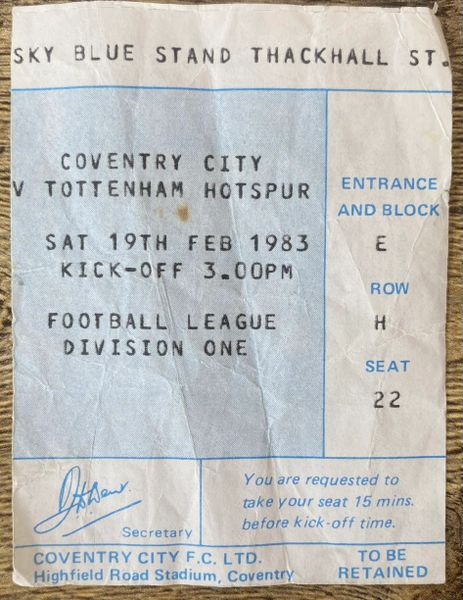 SKY BLUE STAND THACKHALL ST.
COVENTRY CITY
V TOTTENHAM HOTSPUR
SAT 19TH FEB 1983
KICK-OFF 3.00PM
FOOTBALL LEAGUE
DIVISION ONE
ENTRANCE
AND BLOCK
E
ROW
H
SEAT
22
Secretary
You are requested to
take your seat 15 mins.
before kick-off time.
COVENTRY CITY F.C. LTD.
Highfield Road Stadium, Coventry
TO BE
RETAINED